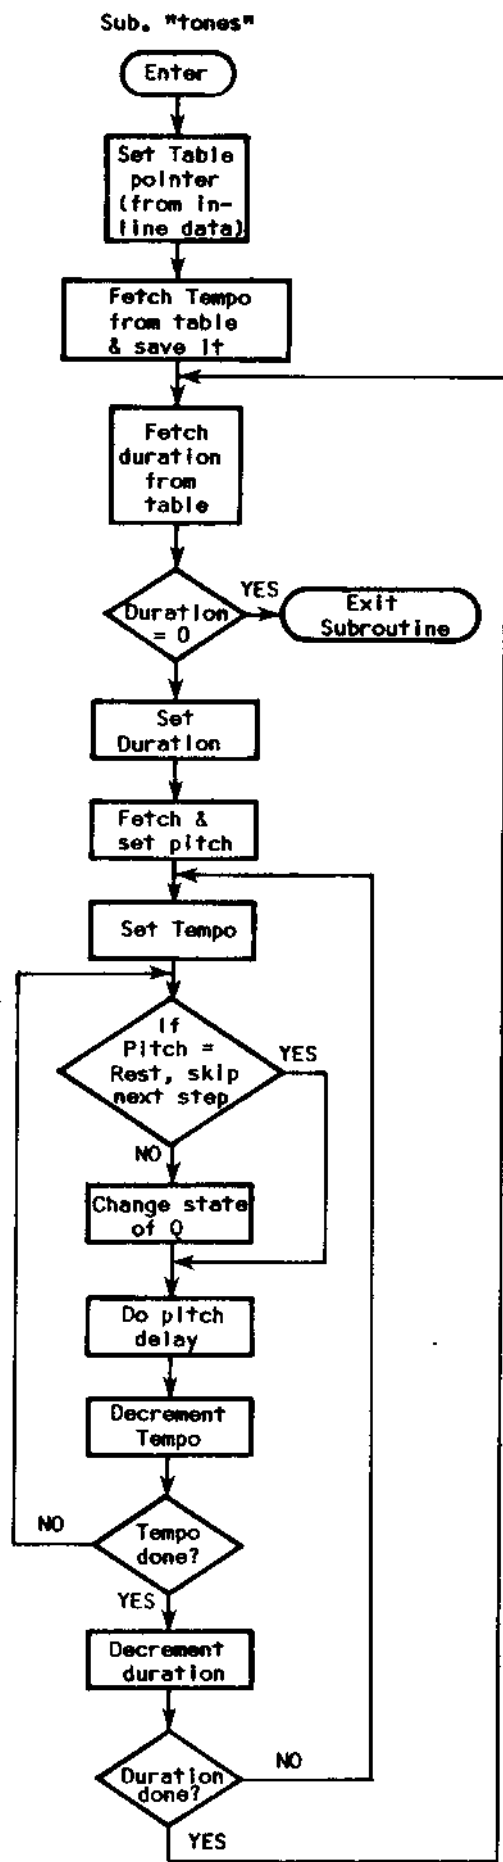 Sub. "tones"
Enter
Set Table
pointer
(from in-
line data)
Fetch Tempo
from table
& save it
Fetch
duration
from
table
Duration
= 0
YES
Exit
Subroutine
Set
Duration
Fetch &
set pitch
Set Tempo
If
Pitch =
Rest, skip
next step
YES
NO
Change state
of Q
Do pitch
delay
Decrement
Tempo
Tempo
done?
NO
YES
Decrement
duration
Duration
done?
NO
YES